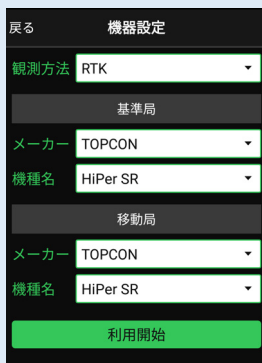 戻る 機器設定
観測方法 RTK
基準局
メーカー TOPCON
機種名 HiPer SR
移動局
メーカー TOPCON
機種名 HiPer SR
利用開始